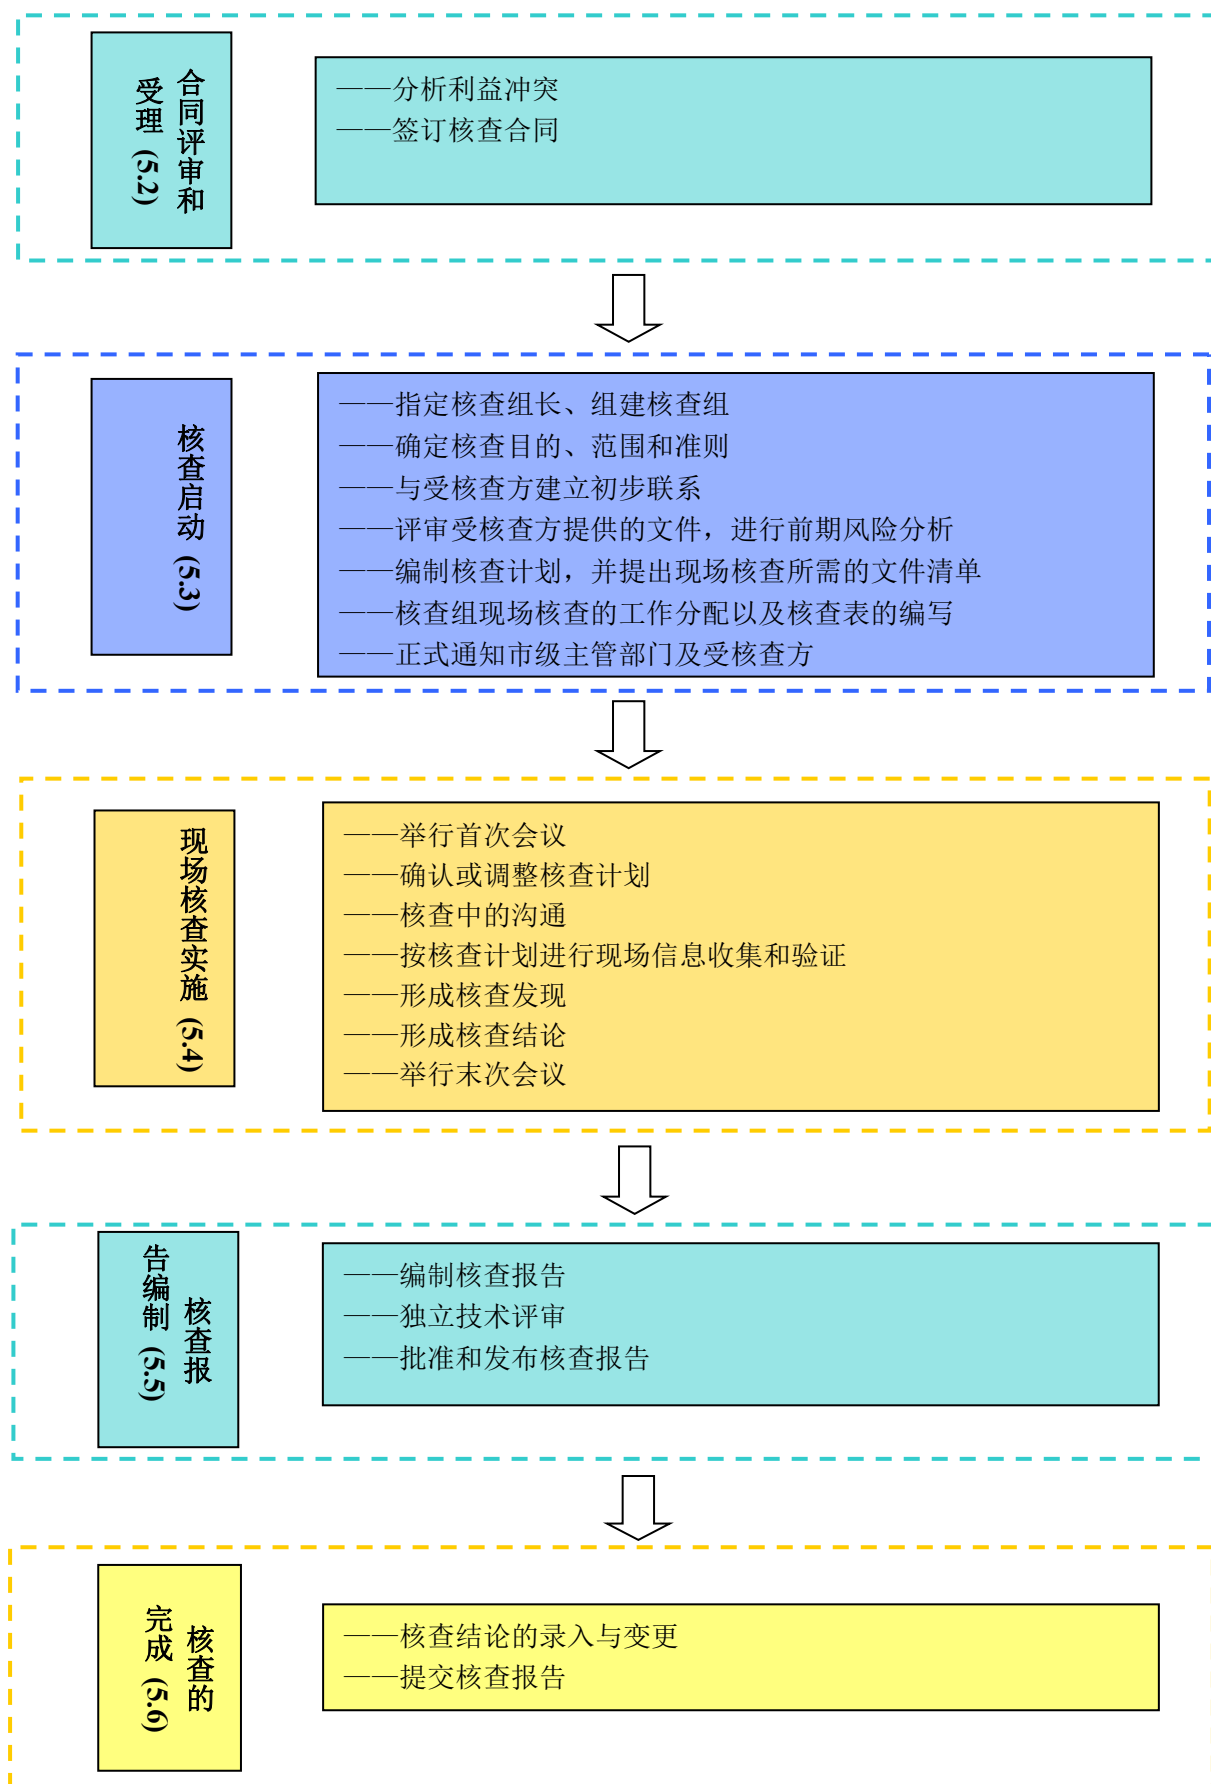 合同评审和
受理 (5.2)
——分析利益冲突
——签订核查合同
核查启动 (5.3)
——指定核查组长、组建核查组
——确定核查目的、范围和准则
——与受核查方建立初步联系
——评审受核查方提供的文件，进行前期风险分析
——编制核查计划，并提出现场核查所需的文件清单
——核查组现场核查的工作分配以及核查表的编写
——正式通知市级主管部门及受核查方
现场核查实施 (5.4)
——举行首次会议
——确认或调整核查计划
——核查中的沟通
——按核查计划进行现场信息收集和验证
——形成核查发现
——形成核查结论
——举行末次会议
核查报
告编制 (5.5)
——编制核查报告
——独立技术评审
——批准和发布核查报告
核查的
完成 (5.6)
——核查结论的录入与变更
——提交核查报告